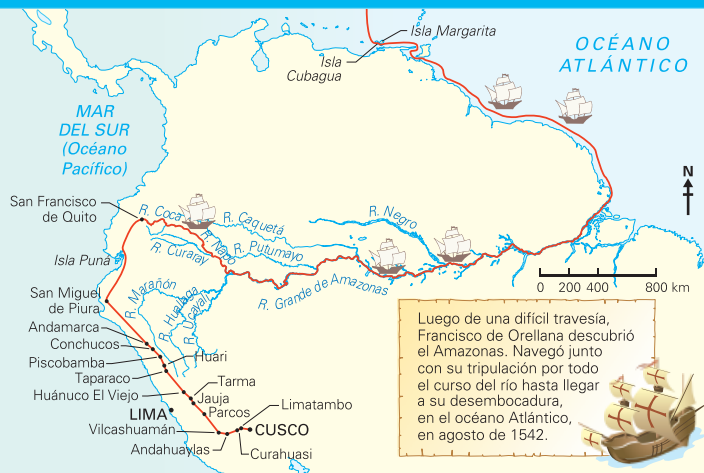 Isla Margarita
Isla
Cubagua
OCÉANO
ATLÁNTICO
MAR
DEL SUR
(Océano
Pacífico)
N
San Francisco
de Quito
R. Coca
R. Caquetá
R. Negro
R. Napo
R. Putumayo
R. Curaray
Isla Puná
R. Grande de Amazonas
0 200 400 800 km
R. Marañón
R. Huallaga
R. Ucayali
San Miguel
de Piura
Andamarca
Conchucos
Piscobamba
Huari
Taparaco
Tarma
Huánuco El Viejo
Jauja
Parcos
Limatambo
LIMA
Vilcashuamán
CUSCO
Andahuaylas
Curahuasi
Luego de una difícil travesía,
Francisco de Orellana descubrió
el Amazonas. Navegó junto
con su tripulación por todo
el curso del río hasta llegar
a su desembocadura,
en el océano Atlántico,
en agosto de 1542.